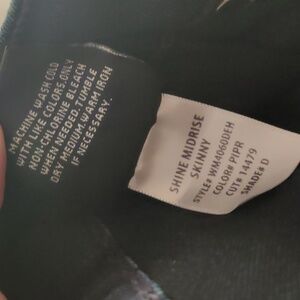 MACHINE WASH COLD
WITH LIKE COLORS.ONLY
NON-CHLORINE BLEACH
WHEN NEEDED.TUMBLE
DRY MEDIUM.WARM IRON
IF NECESSARY.
SHINE MIDRISE
SKINNY
STYLE# WM4060DEH
COLOR# PIPR
CUT# 14479
SHADE# D